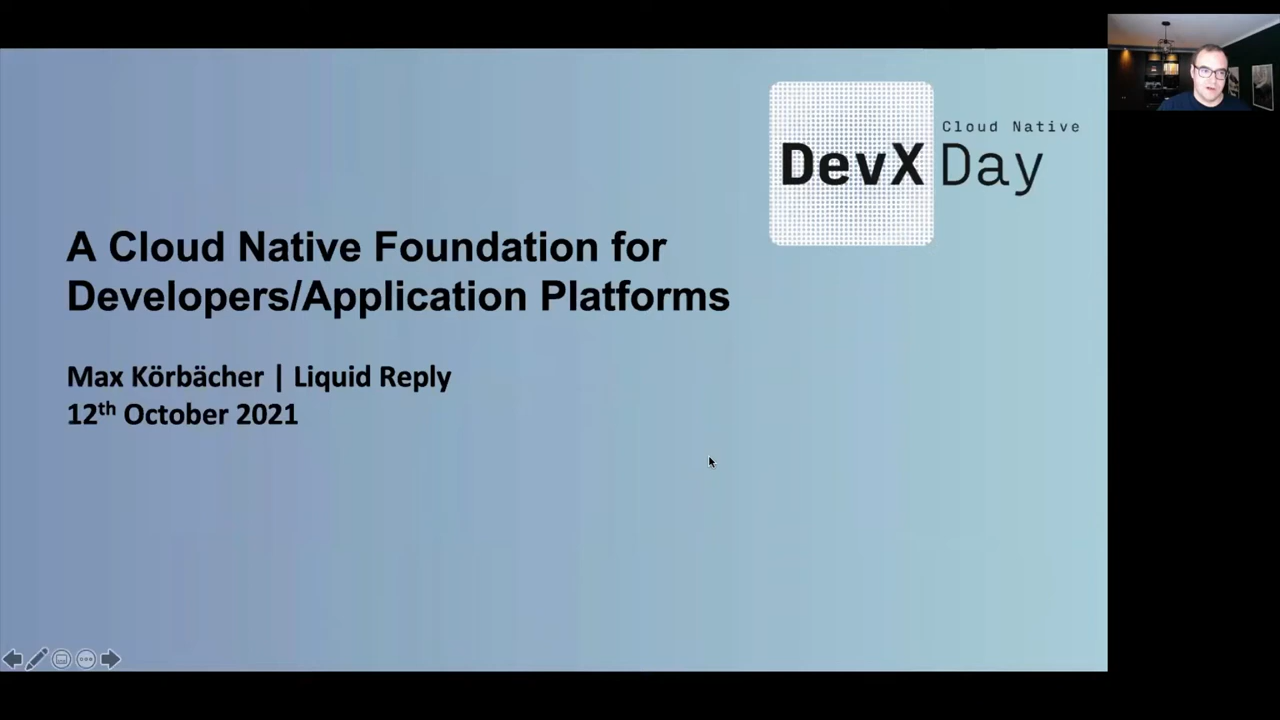 Cloud Native
DevX Day
A Cloud Native Foundation for
Developers/Application Platforms
Max Körbächer | Liquid Reply
12th October 2021